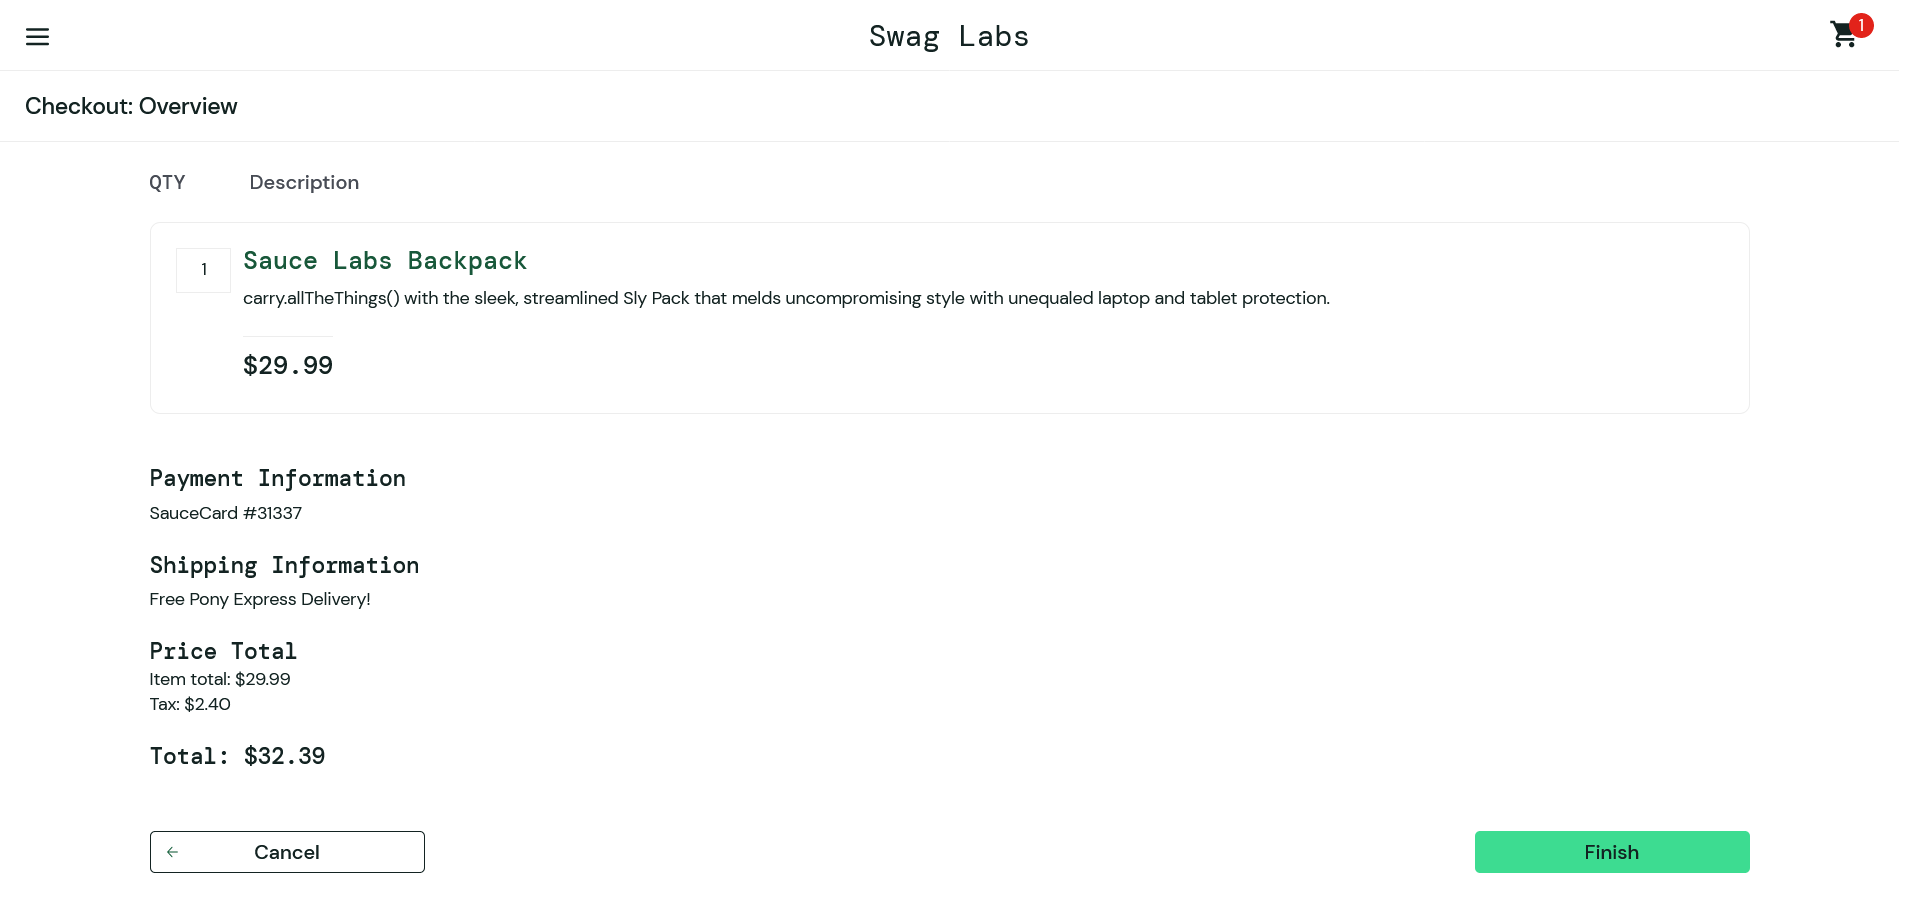 Swag Labs
1
Checkout: Overview
QTY Description
1
Sauce Labs Backpack
carry.allTheThings() with the sleek, streamlined Sly Pack that melds uncompromising style with unequaled laptop and tablet protection.
$29.99
Payment Information
SauceCard #31337
Shipping Information
Free Pony Express Delivery!
Price Total
Item total: $29.99
Tax: $2.40
Total: $32.39
Cancel
Finish